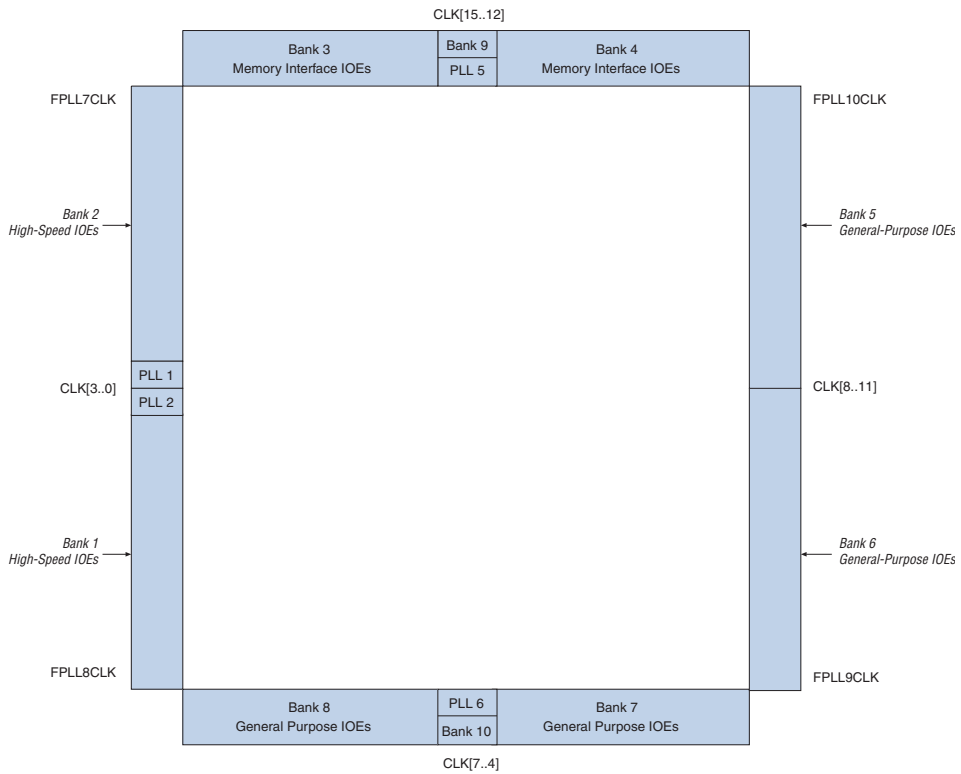 CLK[15..12]
Bank 3
Memory Interface IOEs
Bank 9
PLL 5
Bank 4
Memory Interface IOEs
FPLL7CLK
FPLL10CLK
Bank 2
High-Speed IOEs
Bank 5
General-Purpose IOEs
PLL 1
CLK[3..0]
PLL 2
CLK[8..11]
Bank 1
High-Speed IOEs
Bank 6
General-Purpose IOEs
FPLL8CLK
FPLL9CLK
Bank 8
General Purpose IOEs
PLL 6
Bank 10
Bank 7
General Purpose IOEs
CLK[7..4]